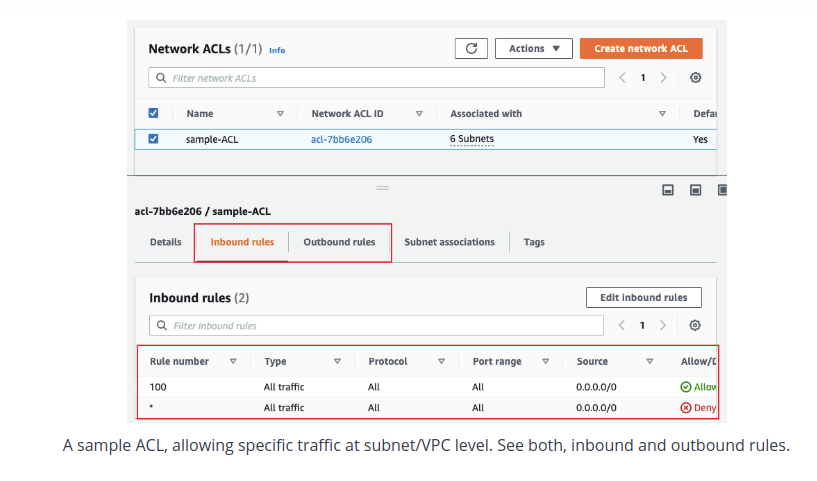 Network ACLs (1/1) Info Actions Create network ACL
Filter network ACLs 1
Name Network ACL ID Associated with Defau
sample-ACL acl-7bb6e206 6 Subnets Yes
acl-7bb6e206 / sample-ACL
Details Inbound rules Outbound rules Subnet associations Tags
Inbound rules (2) Edit inbound rules
Filter inbound rules 1
Rule number Type Protocol Port range Source Allow/D
100 All traffic All All 0.0.0.0/0 Allow
* All traffic All All 0.0.0.0/0 Deny
A sample ACL, allowing specific traffic at subnet/VPC level. See both, inbound and outbound rules.